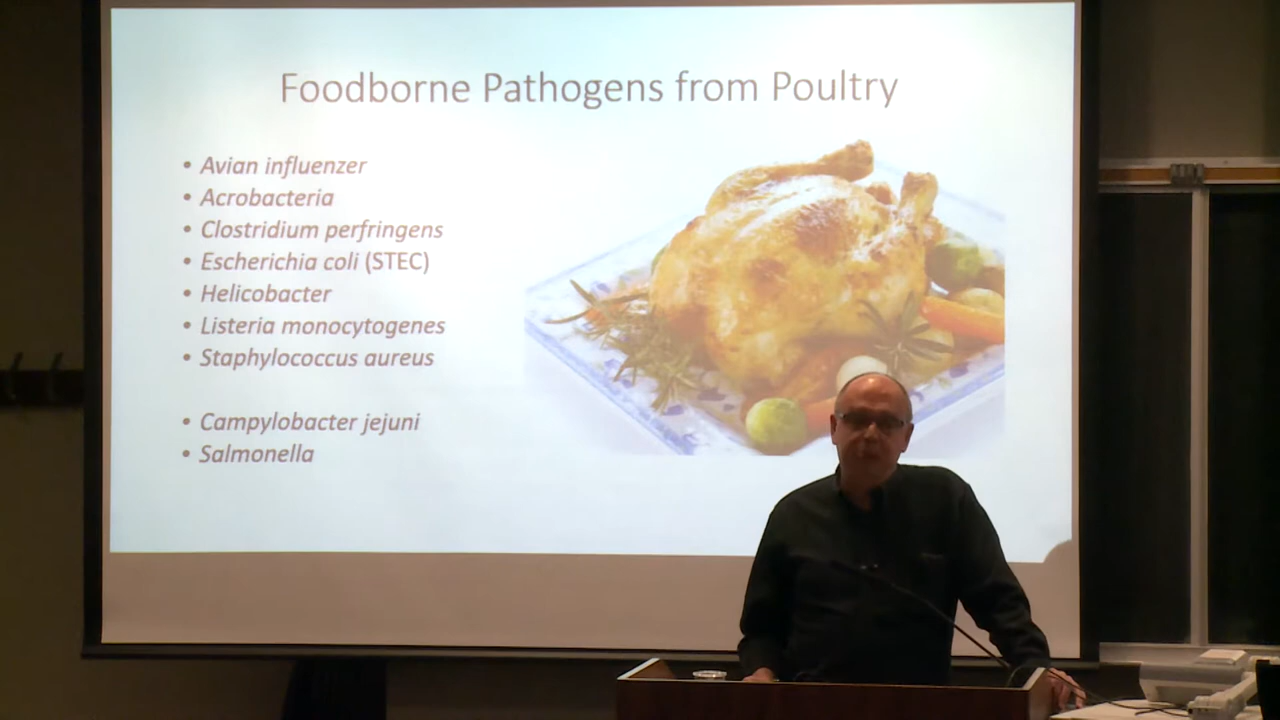 Foodborne Pathogens from Poultry
• Avian influenzer
• Acrobacteria
• Clostridium perfringens
• Escherichia coli (STEC)
• Helicobacter
• Listeria monocytogenes
• Staphylococcus aureus
• Campylobacter jejuni
• Salmonella